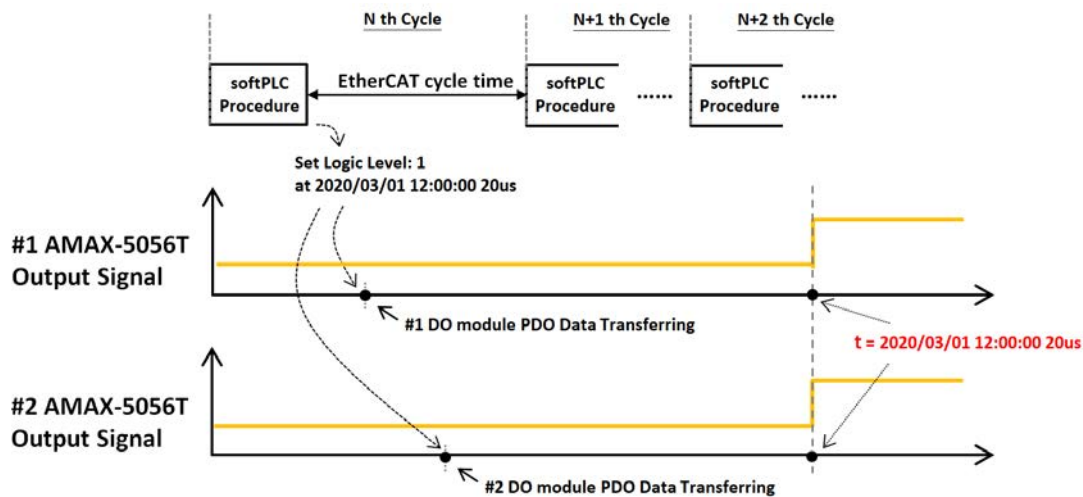 N th Cycle
N+1 th Cycle
N+2 th Cycle
softPLC
Procedure
EtherCAT cycle time
softPLC
Procedure
......
softPLC
Procedure
......
Set Logic Level: 1
at 2020/03/01 12:00:00 20us
#1 AMAX-5056T
Output Signal
#1 DO module PDO Data Transferring
t = 2020/03/01 12:00:00 20us
#2 AMAX-5056T
Output Signal
#2 DO module PDO Data Transferring